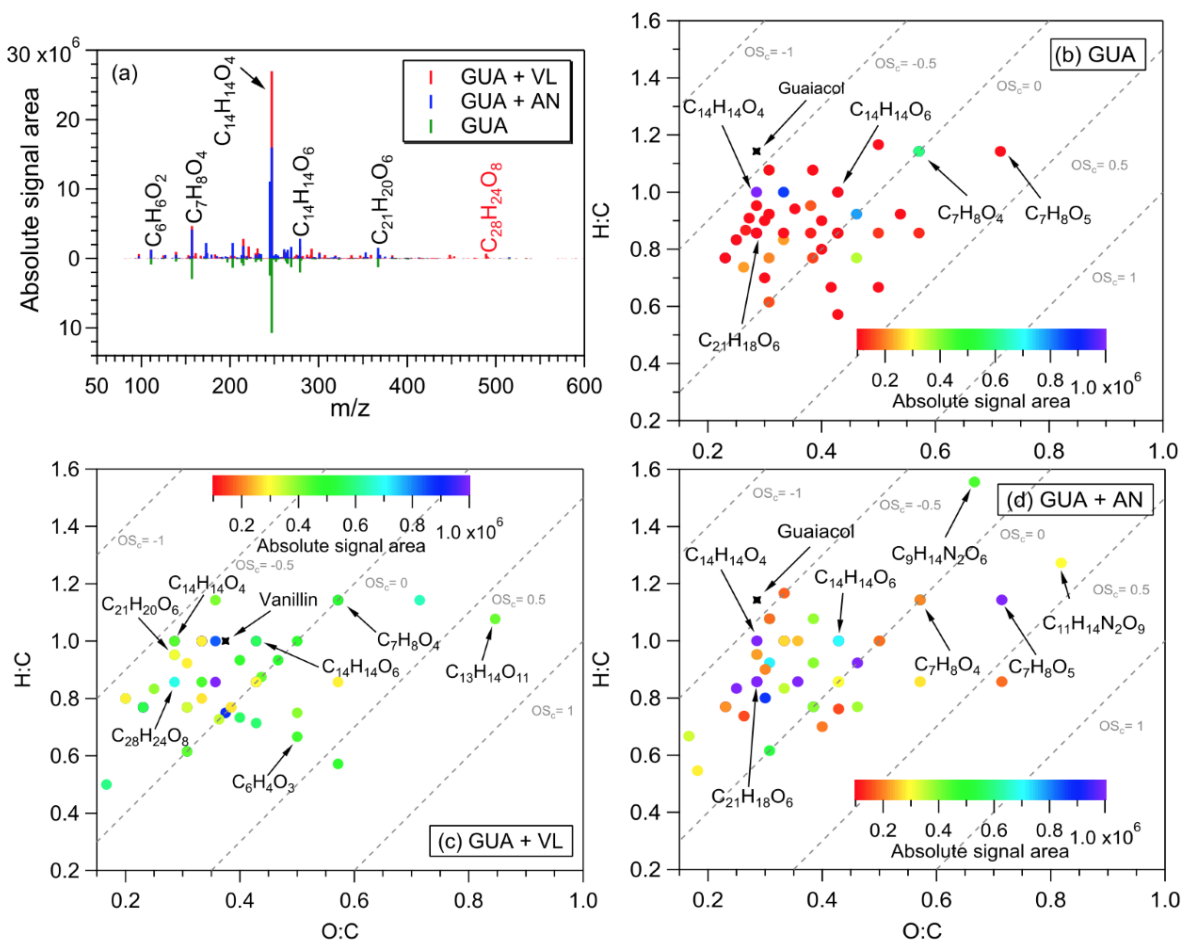 (a)
30 x10⁶
20
10
0
10
Absolute signal area
50 100 200 300 400 500 600
m/z
C₆H₆O₂
C₇H₈O₄
C₁₄H₁₄O₄
C₁₄H₁₄O₆
C₂₁H₂₀O₆
C₂₈H₂₄O₈
GUA + VL
GUA + AN
GUA
(b) GUA
1.6
1.4
1.2
1.0
0.8
0.6
0.4
0.2
H:C
0.2 0.4 0.6 0.8 1.0
OSc= -1
OSc= -0.5
OSc= 0
OSc= 0.5
OSc= 1
Guaiacol
C₁₄H₁₄O₄
C₁₄H₁₄O₆
C₇H₈O₄
C₇H₈O₅
C₂₁H₁₈O₆
0.2 0.4 0.6 0.8 1.0 x10⁶
Absolute signal area
1.6
1.4
1.2
1.0
0.8
0.6
0.4
0.2
H:C
0.2 0.4 0.6 0.8 1.0 x10⁶
Absolute signal area
OSc= -1
OSc= -0.5
OSc= 0
OSc= 0.5
OSc= 1
C₁₄H₁₄O₄
C₂₁H₂₀O₆
Vanillin
C₇H₈O₄
C₁₄H₁₄O₆
C₁₃H₁₄O₁₁
C₂₈H₂₄O₈
C₆H₄O₃
(c) GUA + VL
0.2 0.4 0.6 0.8 1.0
O:C
(d) GUA + AN
1.6
1.4
1.2
1.0
0.8
0.6
0.4
0.2
H:C
OSc= -1
OSc= -0.5
OSc= 0
OSc= 0.5
OSc= 1
Guaiacol
C₁₄H₁₄O₄
C₁₄H₁₄O₆
C₉H₁₄N₂O₆
C₁₁H₁₄N₂O₉
C₇H₈O₄
C₇H₈O₅
C₂₁H₁₈O₆
0.2 0.4 0.6 0.8 1.0 x10⁶
Absolute signal area
0.2 0.4 0.6 0.8 1.0
O:C